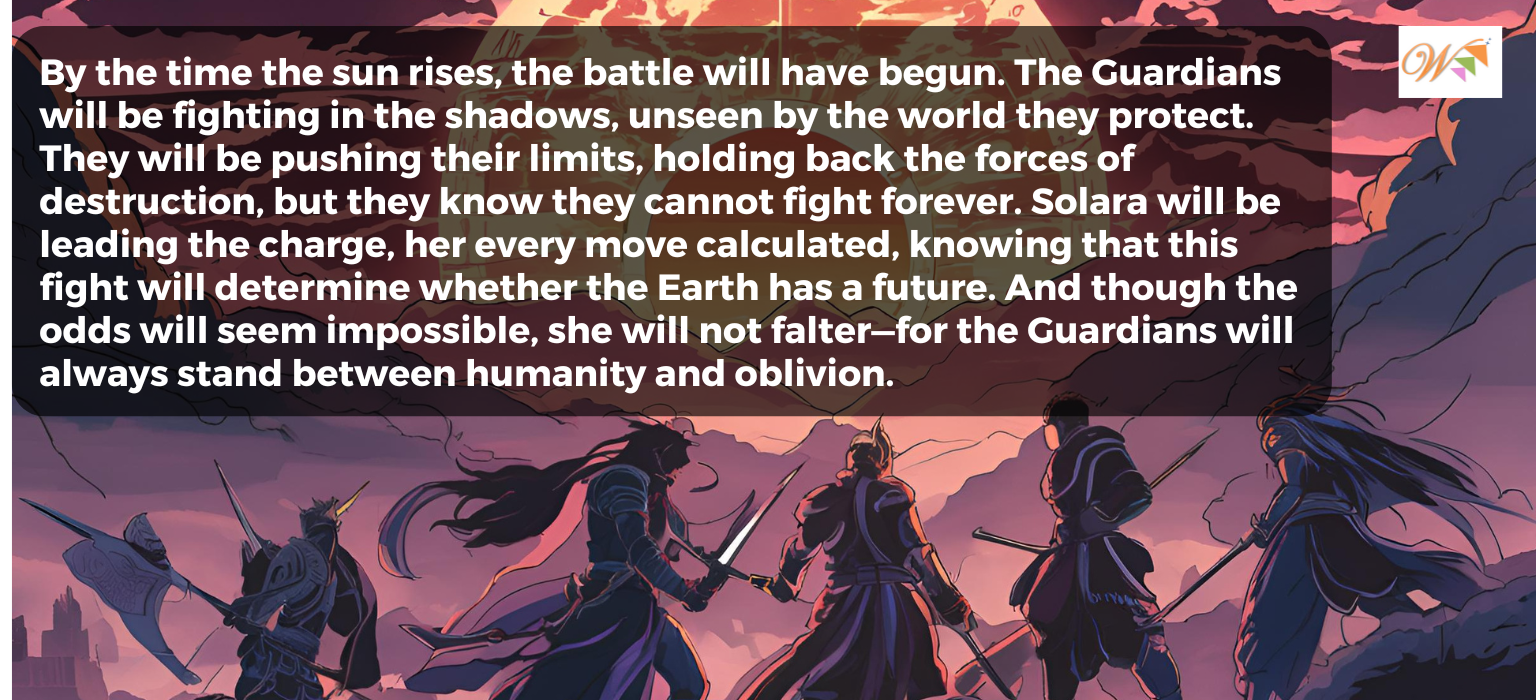 By the time the sun rises, the battle will have begun. The Guardians
will be fighting in the shadows, unseen by the world they protect.
They will be pushing their limits, holding back the forces of
destruction, but they know they cannot fight forever. Solara will be
leading the charge, her every move calculated, knowing that this
fight will determine whether the Earth has a future. And though the
odds will seem impossible, she will not falter—for the Guardians will
always stand between humanity and oblivion.
W